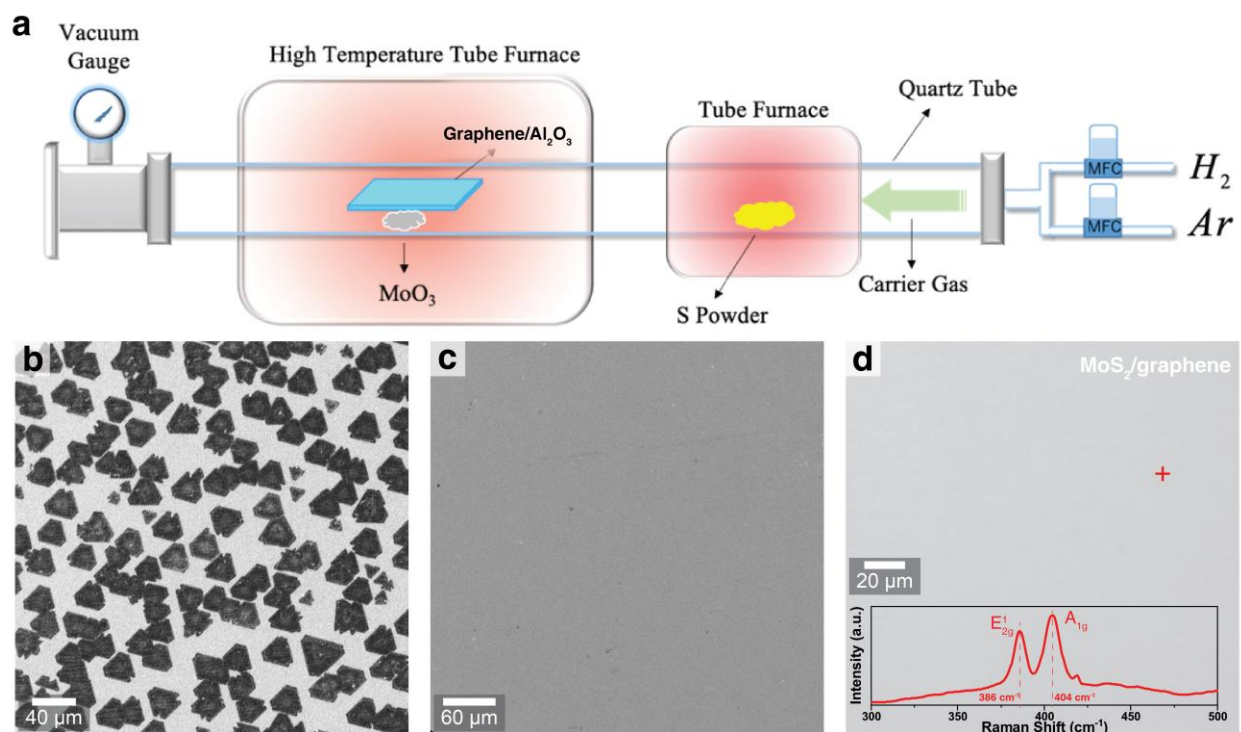 a
Vacuum
Gauge
High Temperature Tube Furnace
Graphene/Al₂O₃
MoO₃
Tube Furnace
S Powder
Quartz Tube
Carrier Gas
MFC
H₂
MFC
Ar
b
40 μm
c
60 μm
d
MoS₂/graphene
20 μm
Intensity (a.u.)
E¹₂g
A₁g
386 cm⁻¹
404 cm⁻¹
300
350
400
450
500
Raman Shift (cm⁻¹)